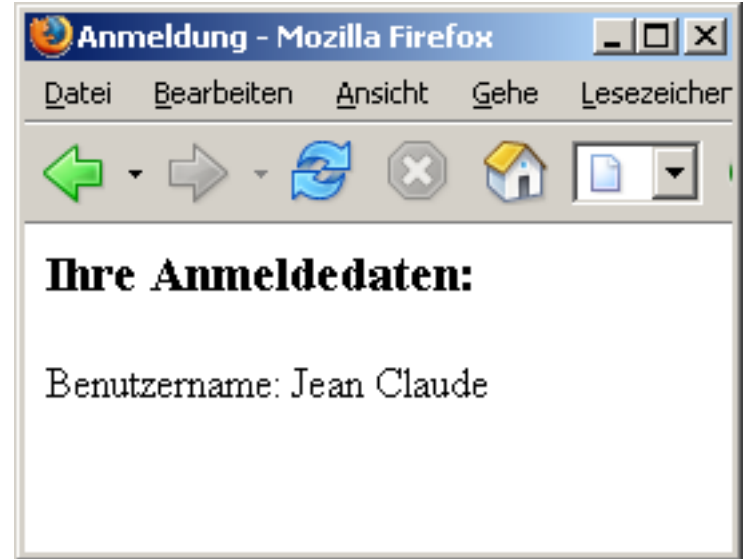 Anmeldung - Mozilla Firefox
Datei Bearbeiten Ansicht Gehe Lesezeichen
Ihre Anmeldedaten:
Benutzername: Jean Claude